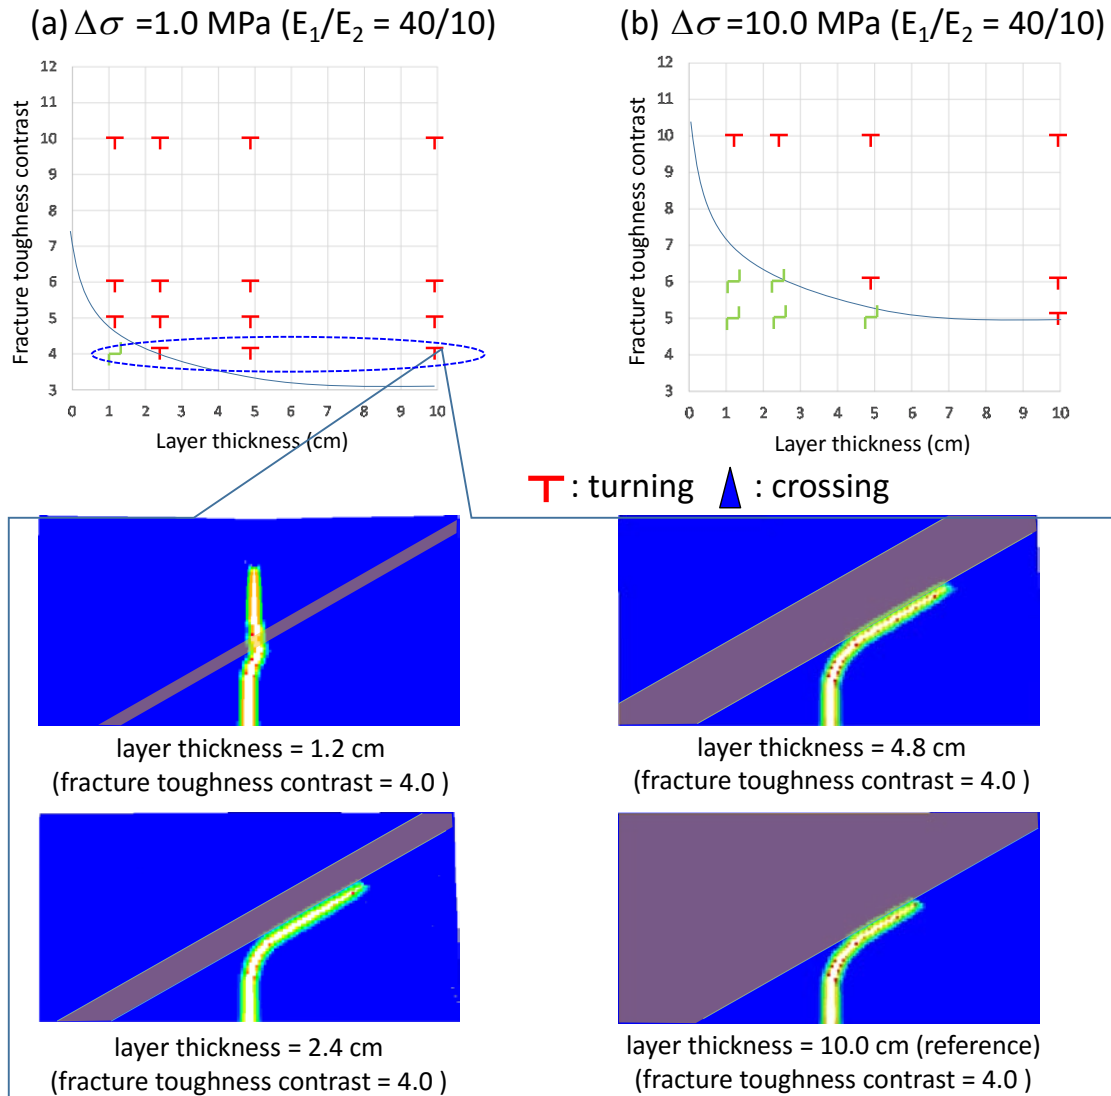 (a) Δσ =1.0 MPa (E₁/E₂ = 40/10)
(b) Δσ =10.0 MPa (E₁/E₂ = 40/10)
Fracture toughness contrast
12
11
10
9
8
7
6
5
4
3
0 1 2 3 4 5 6 7 8 9 10
Layer thickness (cm)
Fracture toughness contrast
12
11
10
9
8
7
6
5
4
3
0 1 2 3 4 5 6 7 8 9 10
Layer thickness (cm)
: turning : crossing
layer thickness = 1.2 cm
(fracture toughness contrast = 4.0 )
layer thickness = 4.8 cm
(fracture toughness contrast = 4.0 )
layer thickness = 2.4 cm
(fracture toughness contrast = 4.0 )
layer thickness = 10.0 cm (reference)
(fracture toughness contrast = 4.0 )